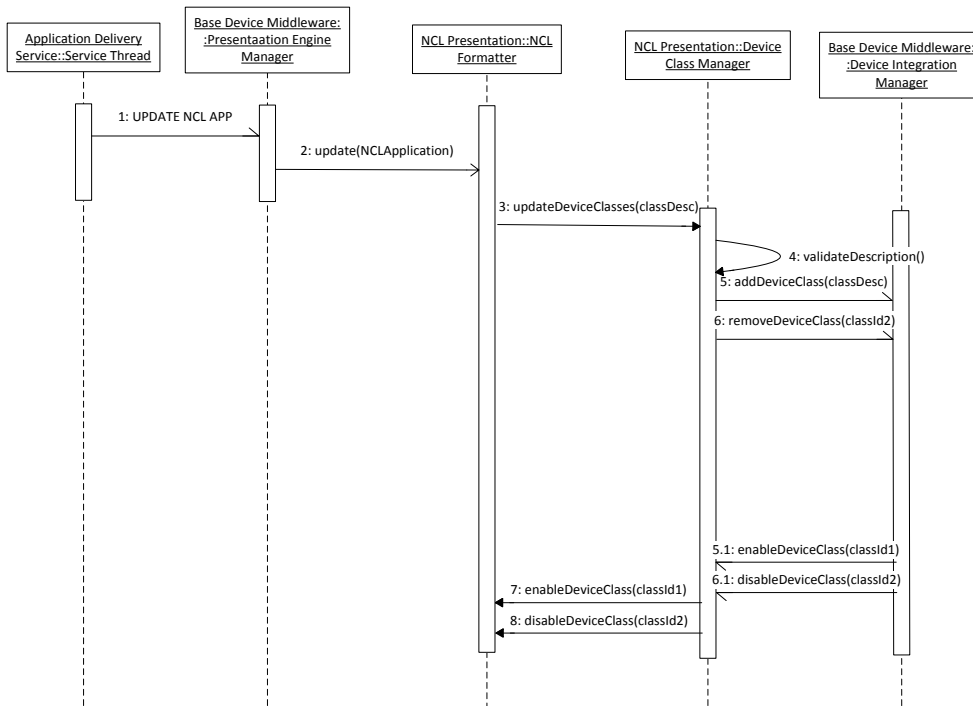 Application Delivery
Service::Service Thread
Base Device Middleware:
:Presentaation Engine
Manager
NCL Presentation::NCL
Formatter
NCL Presentation::Device
Class Manager
Base Device Middleware:
:Device Integration
Manager
1: UPDATE NCL APP
2: update(NCLApplication)
3: updateDeviceClasses(classDesc)
4: validateDescription()
5: addDeviceClass(classDesc)
6: removeDeviceClass(classId2)
5.1: enableDeviceClass(classId1)
6.1: disableDeviceClass(classId2)
7: enableDeviceClass(classId1)
8: disableDeviceClass(classId2)